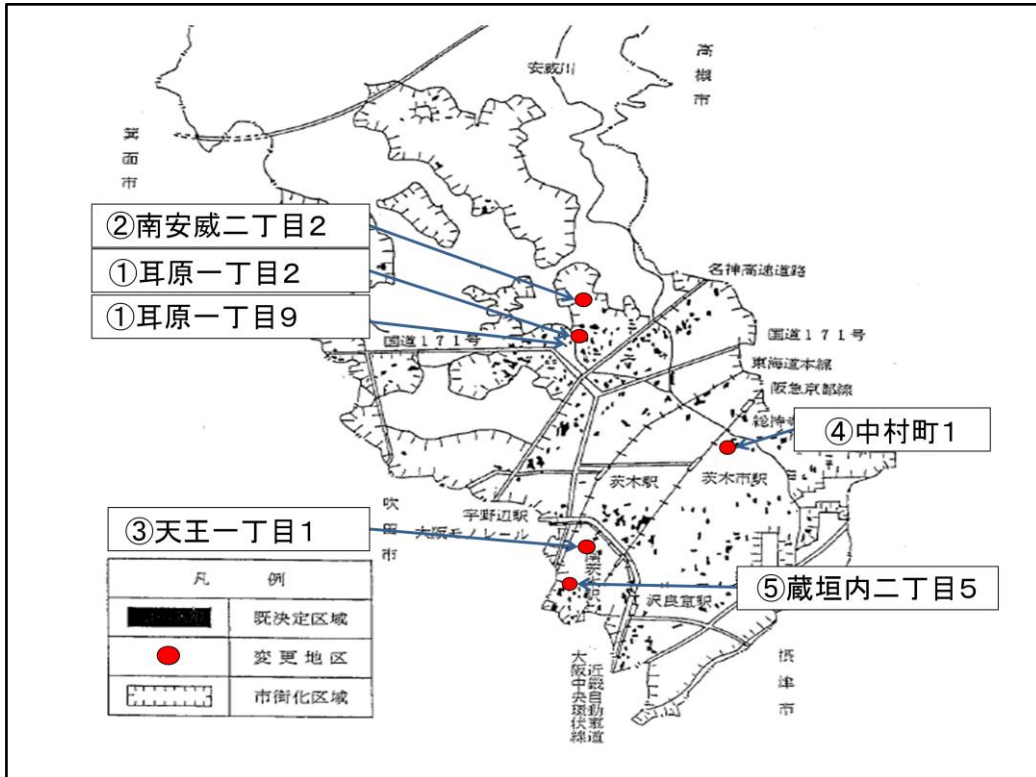 安威川
高槻市
箕面市
②南安威二丁目2
①耳原一丁目2
①耳原一丁目9
名神高速道路
国道171号
国道171号
東海道本線
阪急京都線
④中村町1
茨木駅
茨木市駅
吹田市
宇野辺駅
③天王一丁目1
大阪モノレール
⑤蔵垣内二丁目5
沢良宜駅
凡例
既決定区域
変更地区
市街化区域
近畿自動車道
大阪中央環状線
摂津市